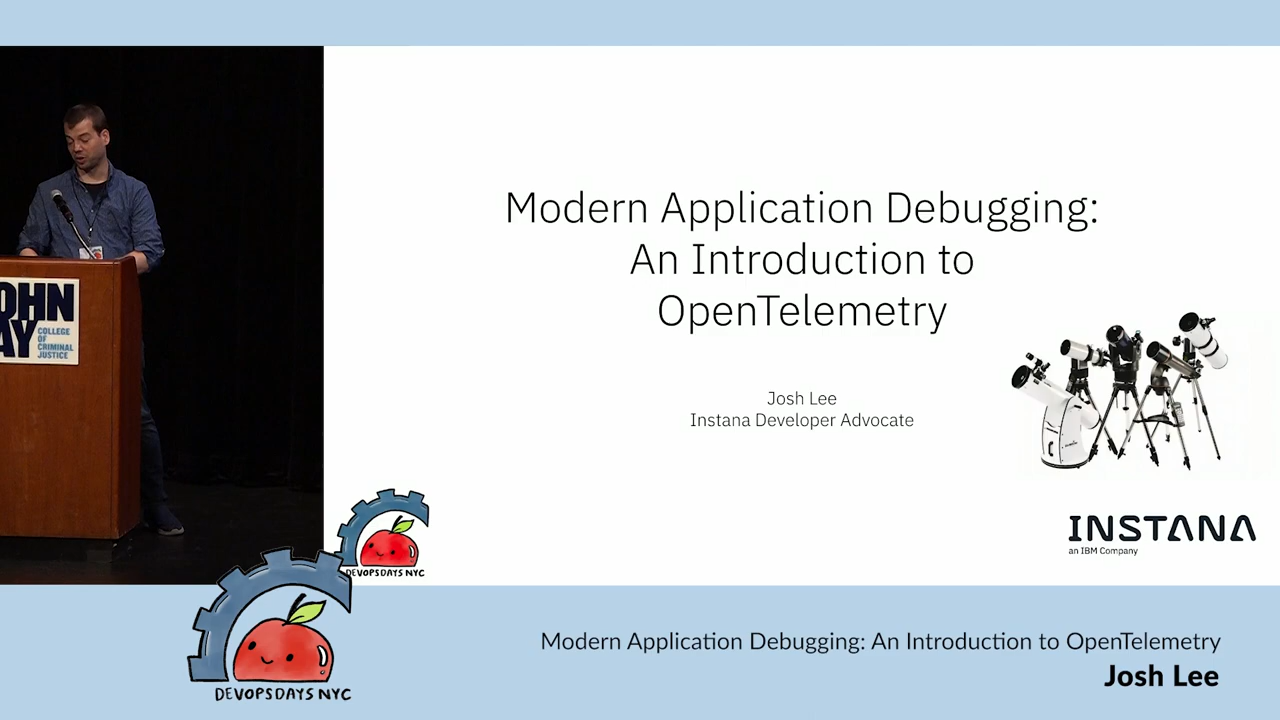 OHN
AY
COLLEGE
OF
CRIMINAL
JUSTICE
Modern Application Debugging:
An Introduction to
OpenTelemetry
Josh Lee
Instana Developer Advocate
INSTANA
an IBM Company
DEVOPSDAYS NYC
DEVOPSDAYS NYC
Modern Application Debugging: An Introduction to OpenTelemetry
Josh Lee